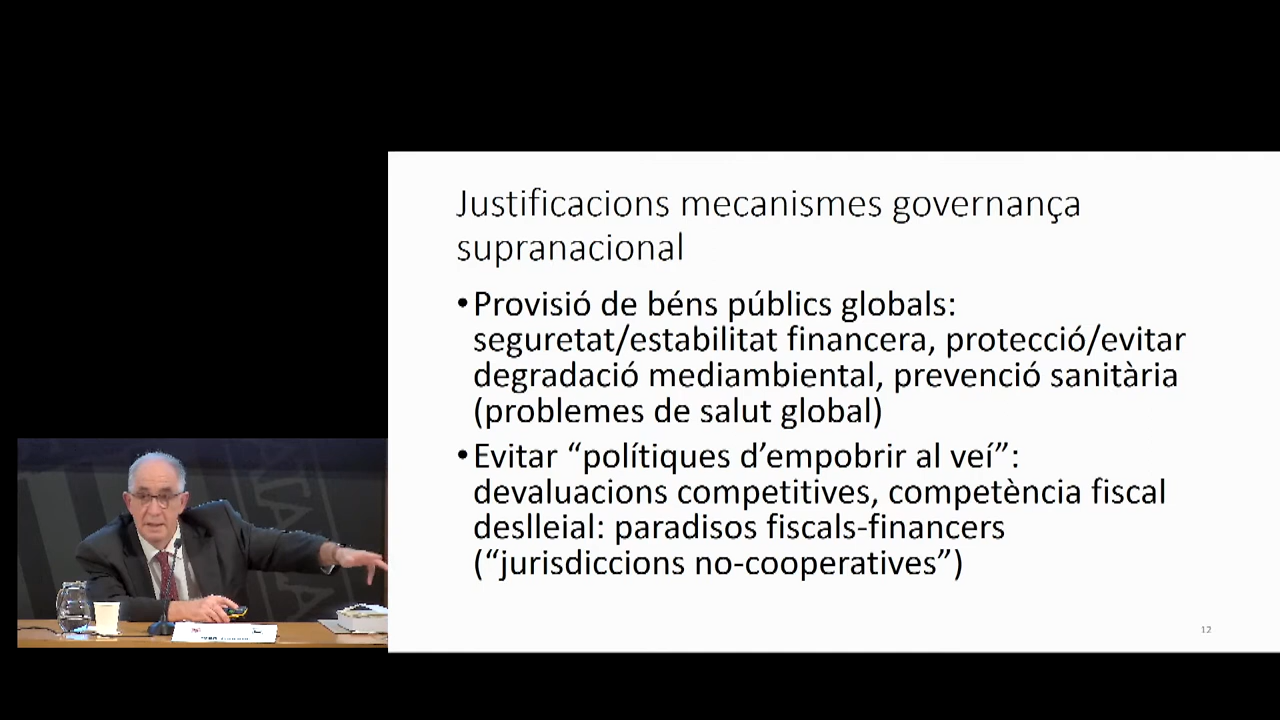 Justificacions mecanismes governança
supranacional
•Provisió de béns públics globals:
seguretat/estabilitat financera, protecció/evitar
degradació mediambiental, prevenció sanitària
(problemes de salut global)
•Evitar “polítiques d’empobrir al veí”:
devaluacions competitives, competència fiscal
deslleial: paradisos fiscals-financers
(“jurisdiccions no-cooperatives”)
12